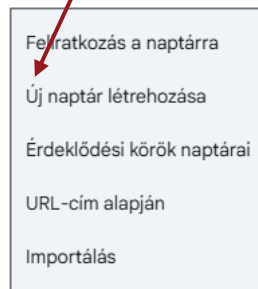 Feliratkozás a naptárra
Új naptár létrehozása
Érdeklődési körök naptárai
URL-cím alapján
Importálás